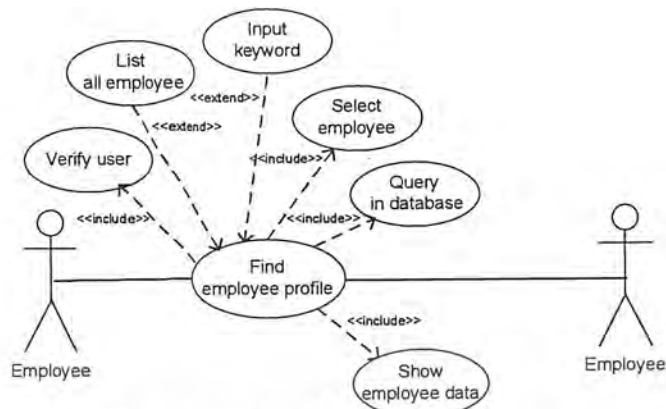 Input
keyword
List
all employee
<<extend>>
<<extend>>
Select
employee
Verify user
<<include>>
Query
in database
<<include>>
<<include>>
Find
employee profile
<<include>>
Employee
Employee
Show
employee data